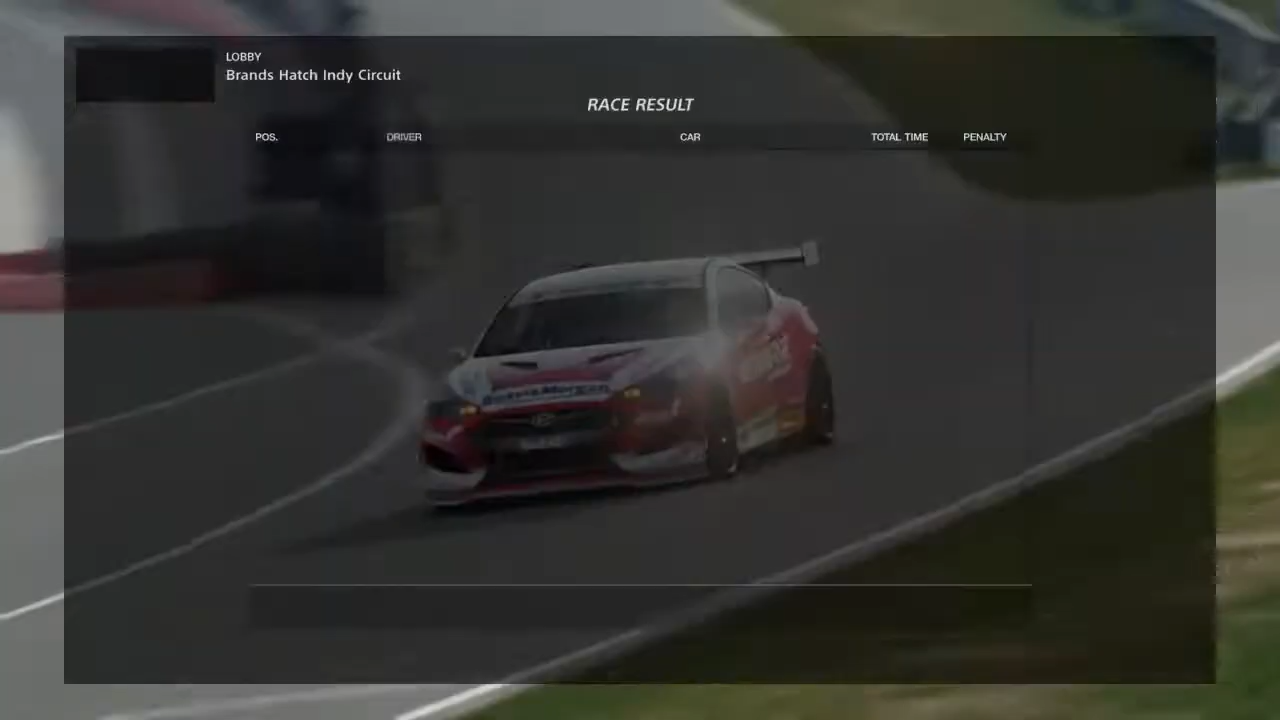 LOBBY
Brands Hatch Indy Circuit
RACE RESULT
POS. DRIVER CAR TOTAL TIME PENALTY